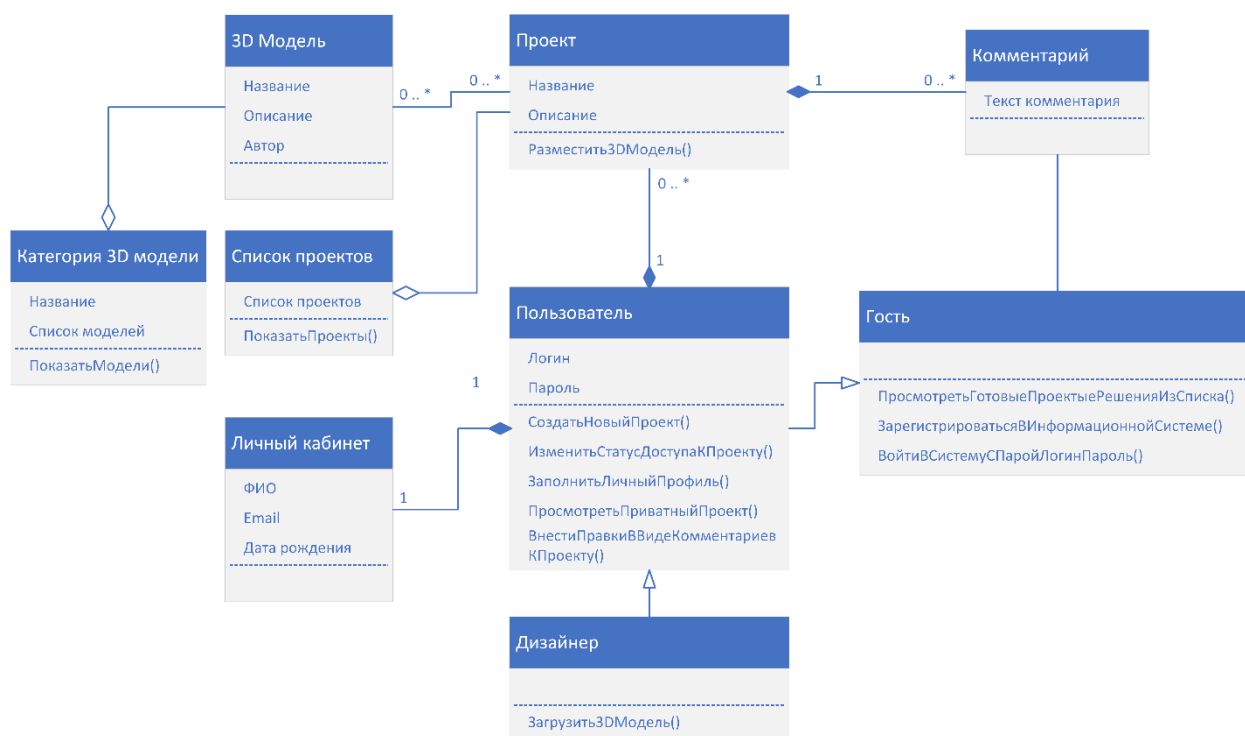 3D Модель
Название
Описание
Автор
0 .. *
0 .. *
Проект
Название
Описание
Разместить3DМодель()
1
0 .. *
Комментарий
Текст комментария
0 .. *
1
Категория 3D модели
Название
Список моделей
ПоказатьМодели()
Список проектов
Список проектов
ПоказатьПроекты()
Пользователь
Логин
Пароль
СоздатьНовыйПроект()
ИзменитьСтатусДоступаКПроекту()
ЗаполнитьЛичныйПрофиль()
ПросмотретьПриватныйПроект()
ВнестиПравкиВВидеКомментариев
КПроекту()
Гость
ПросмотретьГотовыеПроектыеРешенияИзСписка()
ЗарегистрироватьсяВИнформационнойСистеме()
ВойтиВСистемуСПаройЛогинПароль()
1
1
Личный кабинет
ФИО
Email
Дата рождения
Дизайнер
Загрузить3DМодель()